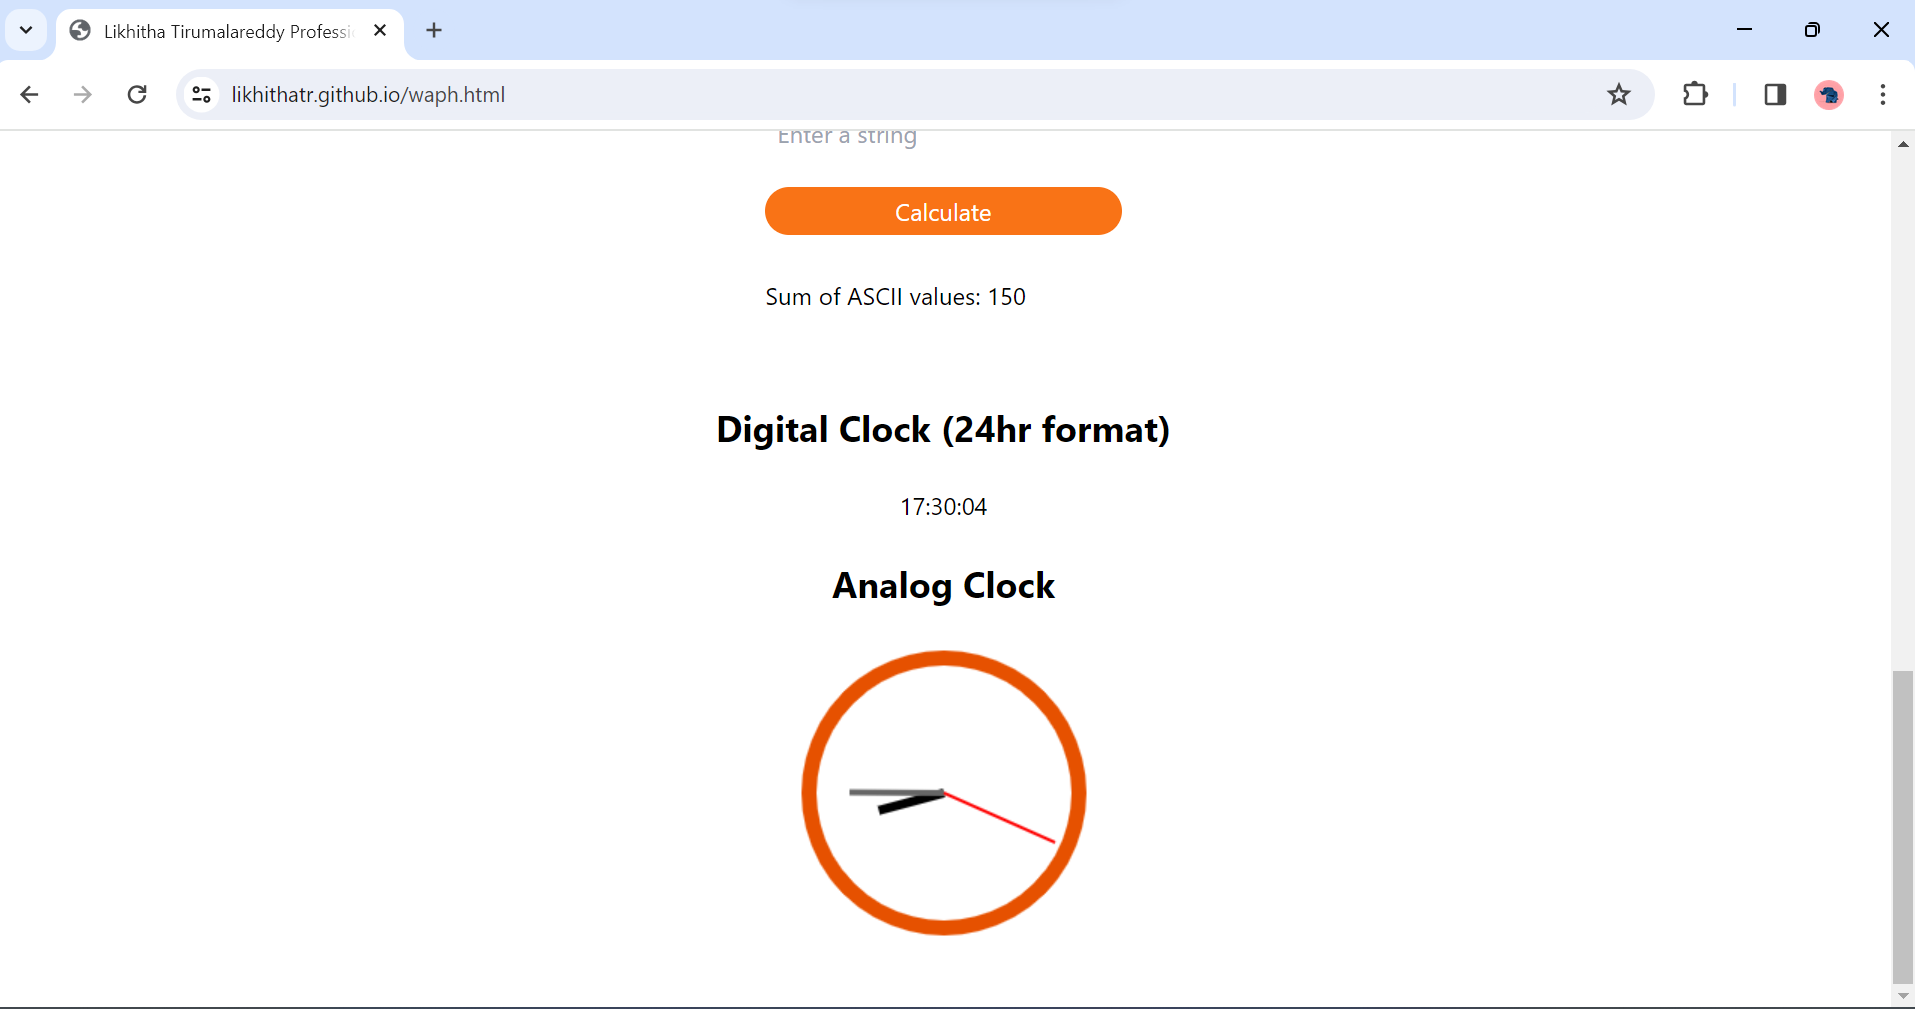 Likhitha Tirumalareddy Professi
likhithatr.github.io/waph.html
Enter a string
Calculate
Sum of ASCII values: 150
Digital Clock (24hr format)
17:30:04
Analog Clock